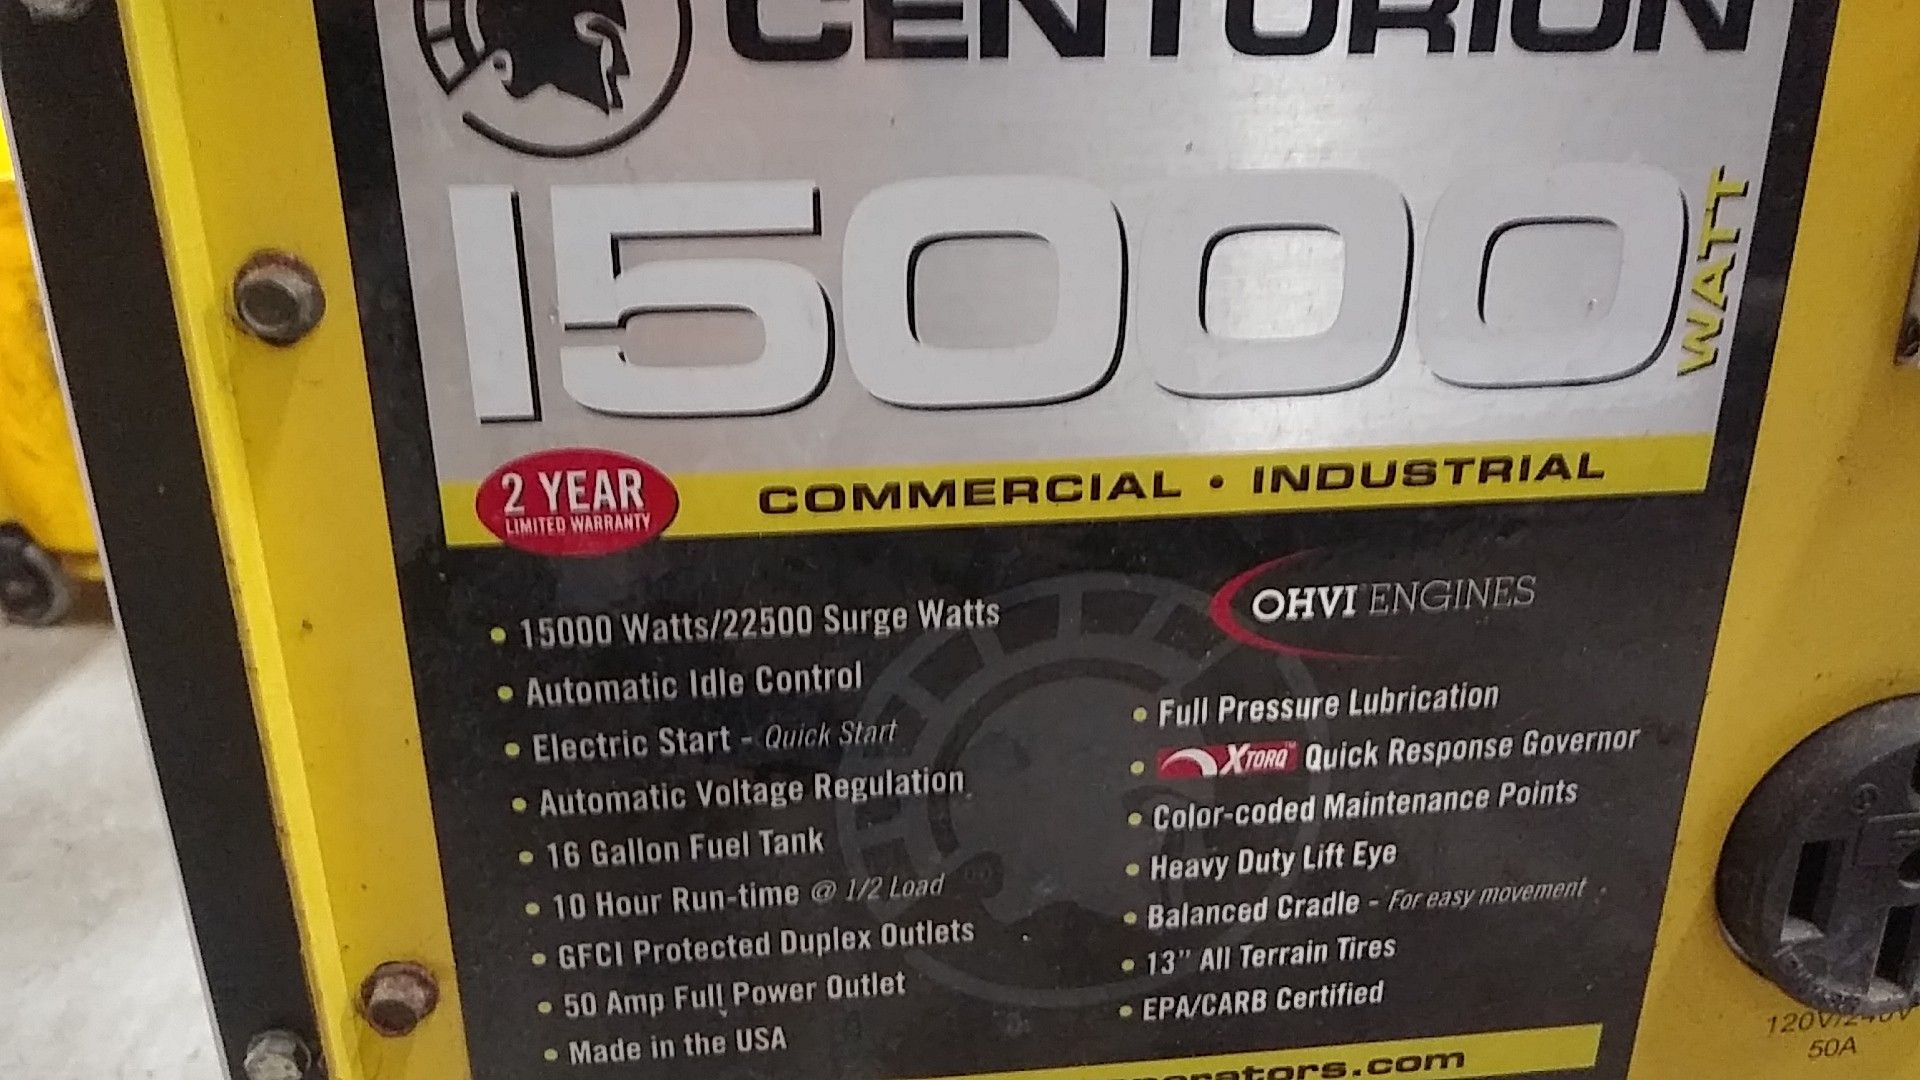 CENTURION
15000
WATT
2 YEAR
LIMITED WARRANTY
COMMERCIAL • INDUSTRIAL
• 15000 Watts/22500 Surge Watts
• Automatic Idle Control
• Electric Start - Quick Start
• Automatic Voltage Regulation
• 16 Gallon Fuel Tank
• 10 Hour Run-time @ 1/2 Load
• GFCI Protected Duplex Outlets
• 50 Amp Full Power Outlet
• Made in the USA
OHVI ENGINES
• Full Pressure Lubrication
• XTORQ™ Quick Response Governor
• Color-coded Maintenance Points
• Heavy Duty Lift Eye
• Balanced Cradle - For easy movement
• 13" All Terrain Tires
• EPA/CARB Certified
120V/240V
50A